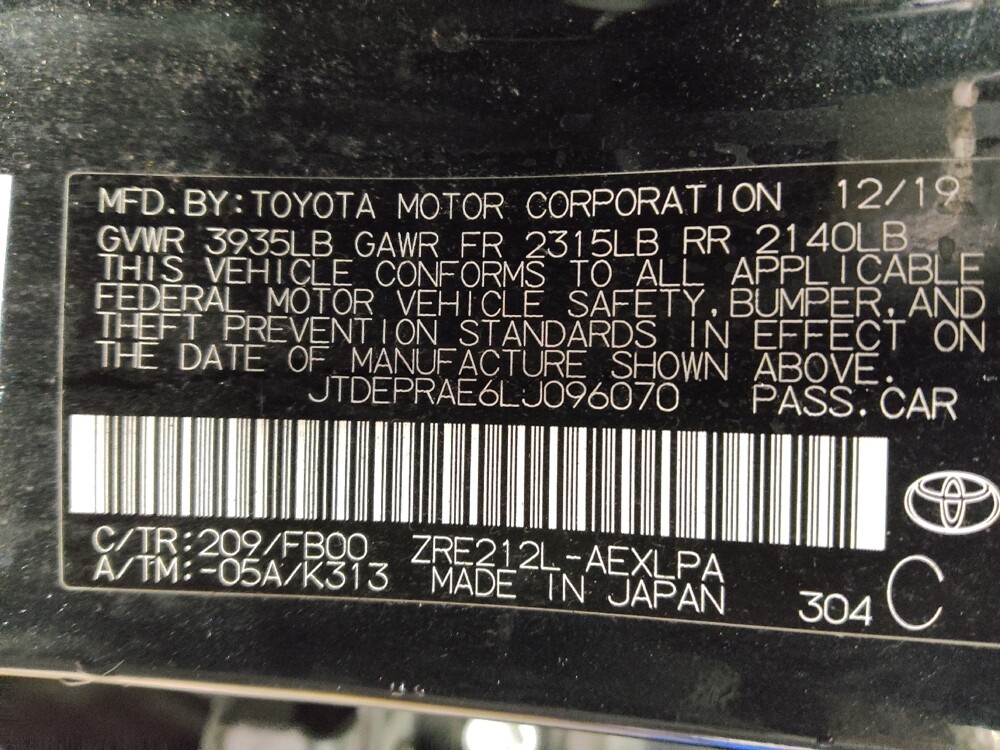 MFD.BY:TOYOTA MOTOR CORPORATION 12/19
GVWR 3935LB GAWR FR 2315LB RR 2140LB
THIS VEHICLE CONFORMS TO ALL APPLICABLE
FEDERAL MOTOR VEHICLE SAFETY,BUMPER,AND
THEFT PREVENTION STANDARDS IN EFFECT ON
THE DATE OF MANUFACTURE SHOWN ABOVE.
JTDEPRAE6LJ096070 PASS.CAR
C/TR:209/FB00 ZRE212L-AEXLPA
A/TM:-05A/K313 MADE IN JAPAN 304 C